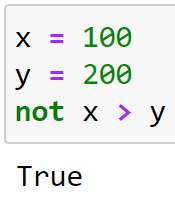 x = 100
y = 200
not x > y
True